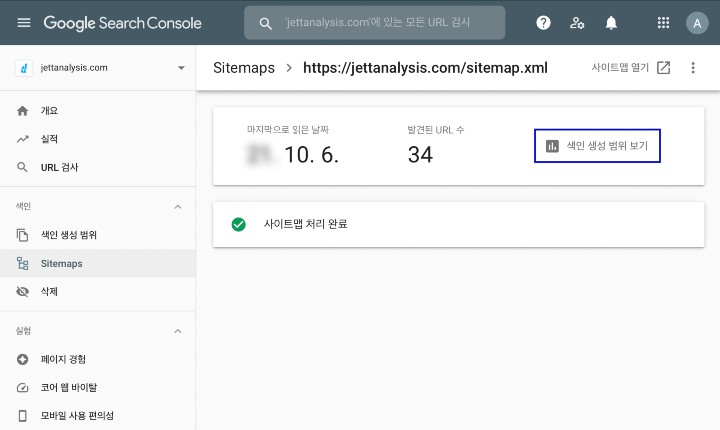 Google Search Console
'jettanalysis.com'에 있는 모든 URL 검사
A
jettanalysis.com
Sitemaps > https://jettanalysis.com/sitemap.xml
사이트맵 열기
개요
실적
URL 검사
색인
색인 생성 범위
Sitemaps
삭제
실험
페이지 경험
코어 웹 바이탈
모바일 사용 편의성
마지막으로 읽은 날짜
10. 6.
발견된 URL 수
34
색인 생성 범위 보기
사이트맵 처리 완료